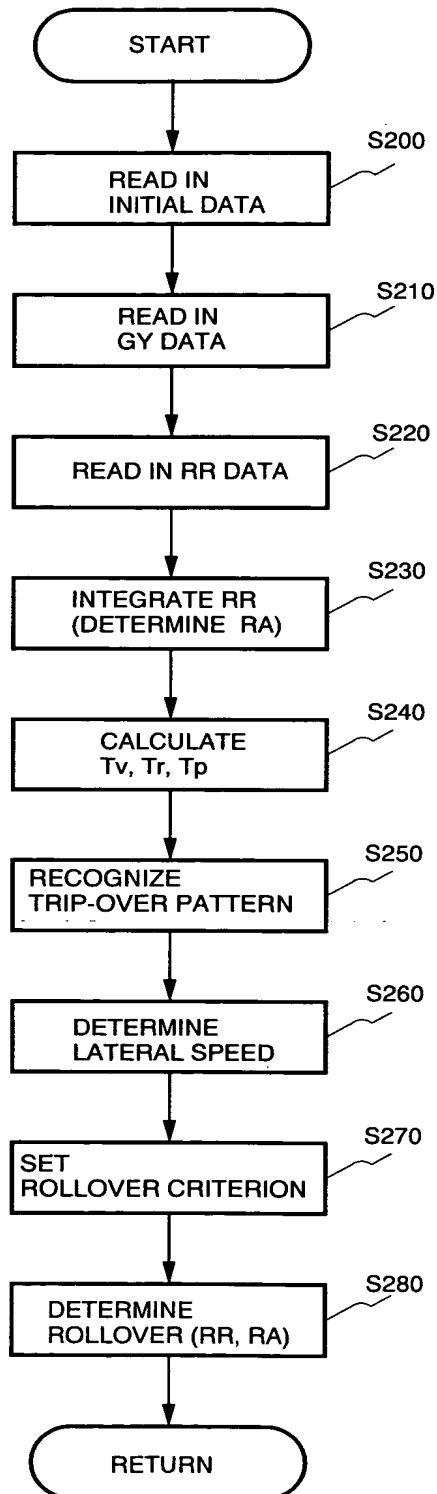 START
S200
READ IN
INITIAL DATA
S210
READ IN
GY DATA
S220
READ IN RR DATA
S230
INTEGRATE RR
(DETERMINE RA)
S240
CALCULATE
Tv, Tr, Tp
S250
RECOGNIZE
TRIP-OVER PATTERN
S260
DETERMINE
LATERAL SPEED
S270
SET
ROLLOVER CRITERION
S280
DETERMINE
ROLLOVER (RR, RA)
RETURN